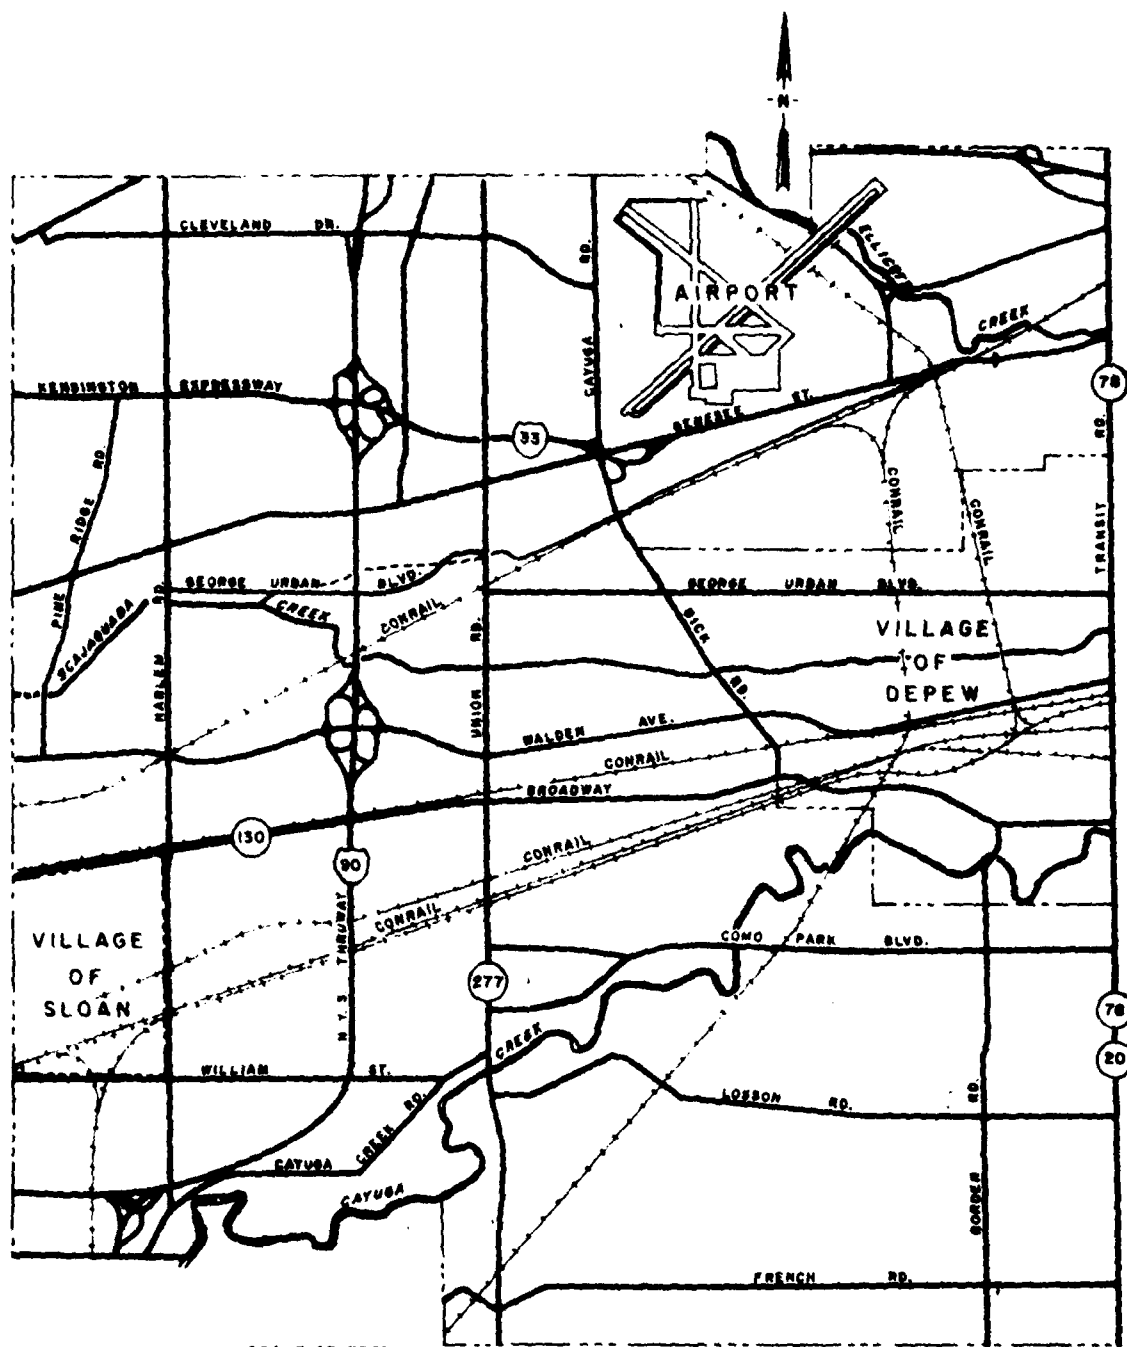 N
CLEVELAND DR.
CAYUGA RD.
AIRPORT
ELLICOTT
CREEK
KENSINGTON EXPRESSWAY
33
GENESEE ST.
78
TRANSIT RD.
PINE RIDGE RD.
CONRAIL
CONRAIL
GEORGE URBAN BLVD.
GEORGE URBAN BLVD.
SCAJAQUADA
CREEK
CONRAIL
HARLEM RD.
UNION RD.
DICK RD.
VILLAGE
OF
DEPEW
WALDEN AVE.
CONRAIL
BROADWAY
130
90
CONRAIL
CONRAIL
N.Y.S. THRUWAY
VILLAGE
OF
SLOAN
COMO PARK BLVD.
277
78
20
CREEK
WILLIAM ST.
LOSSON RD.
CAYUGA CREEK RD.
CAYUGA
BORDER RD.
FRENCH RD.